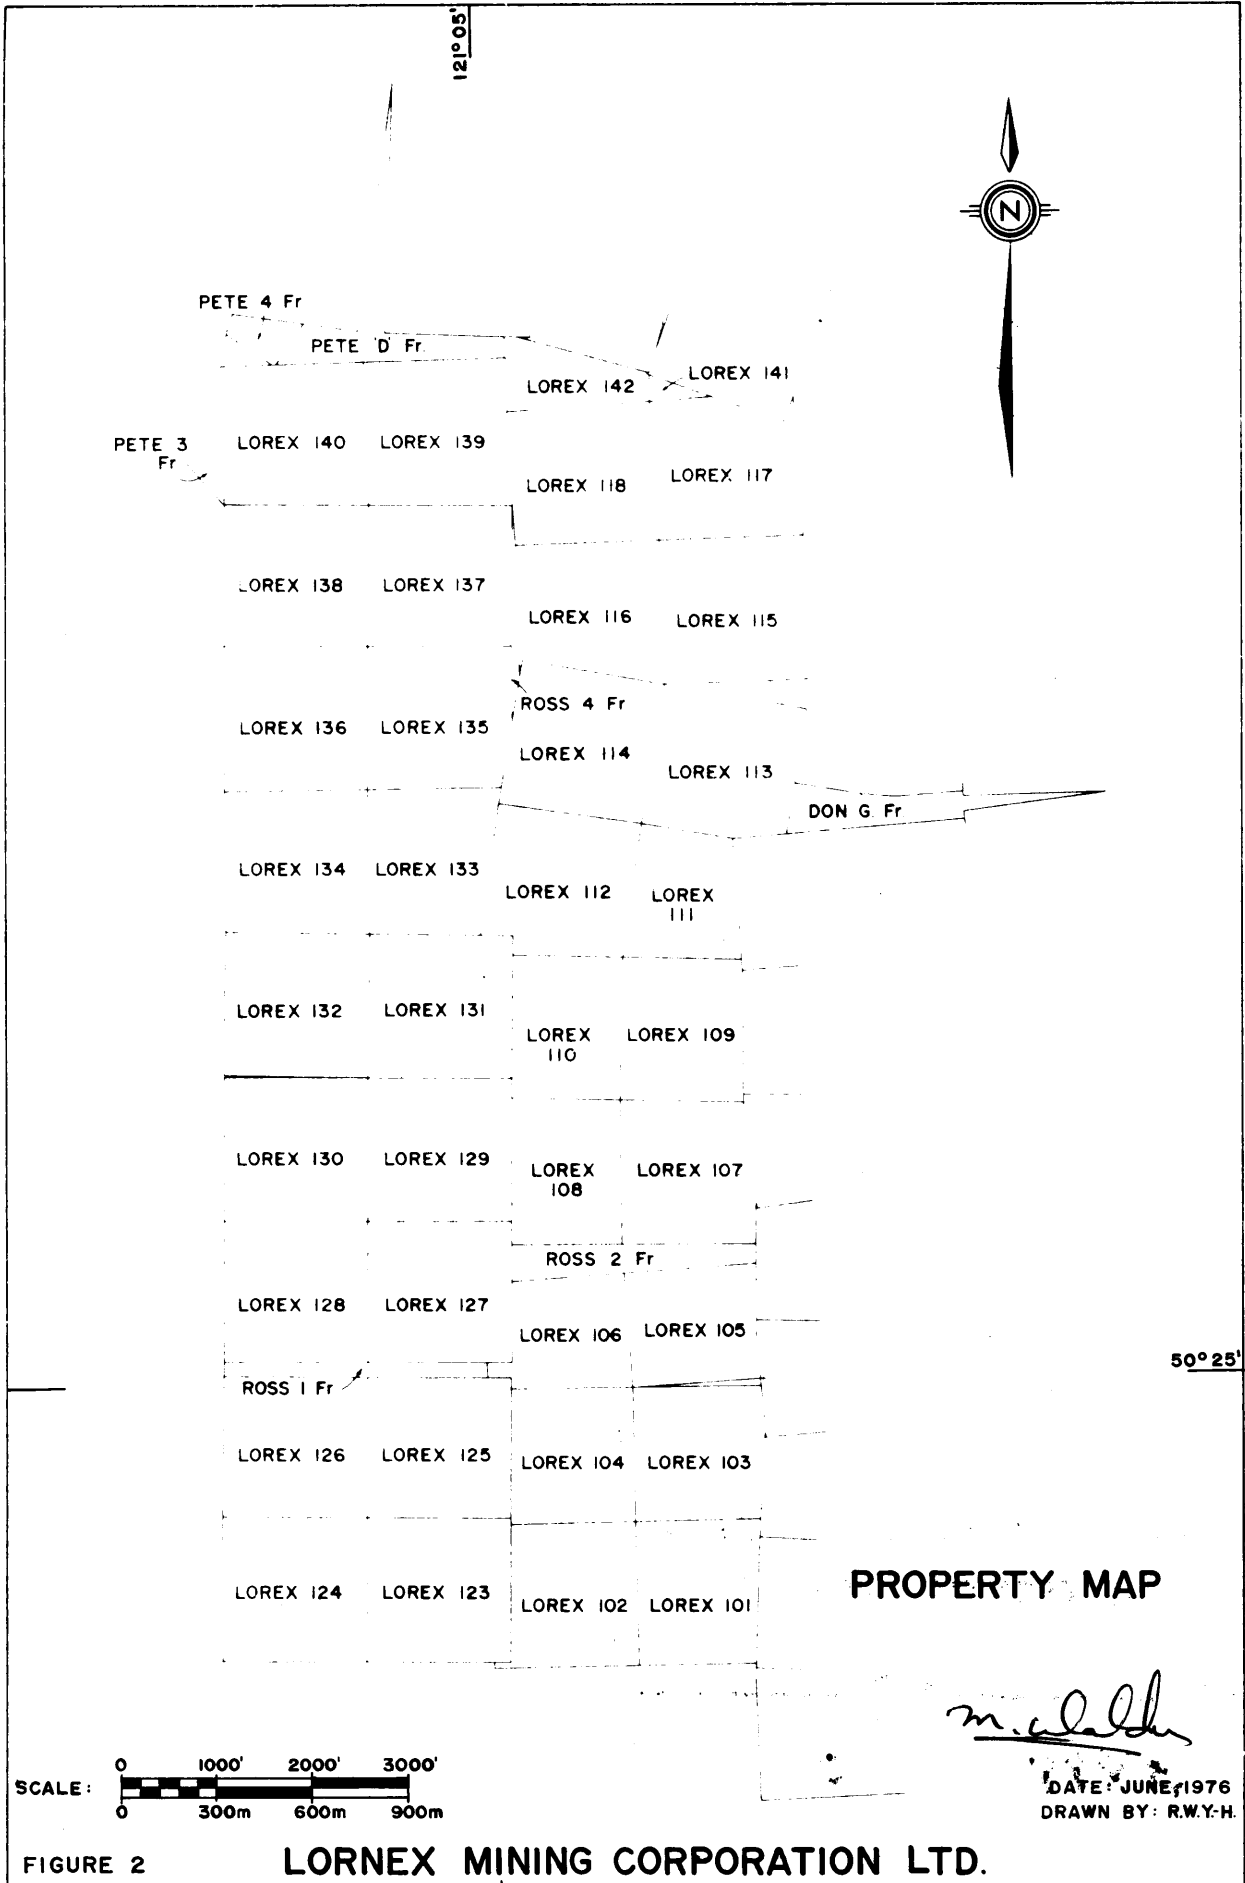 121° 05'
N
PETE 4 Fr
PETE 'D' Fr.
LOREX 142
LOREX 141
PETE 3
Fr
LOREX 140
LOREX 139
LOREX 118
LOREX 117
LOREX 138
LOREX 137
LOREX 116
LOREX 115
ROSS 4 Fr
LOREX 136
LOREX 135
LOREX 114
LOREX 113
DON G. Fr
LOREX 134
LOREX 133
LOREX 112
LOREX
111
LOREX 132
LOREX 131
LOREX
110
LOREX 109
LOREX 130
LOREX 129
LOREX
108
LOREX 107
ROSS 2 Fr
LOREX 128
LOREX 127
LOREX 106
LOREX 105
50° 25'
ROSS 1 Fr
LOREX 126
LOREX 125
LOREX 104
LOREX 103
LOREX 124
LOREX 123
LOREX 102
LOREX 101
PROPERTY MAP
SCALE:
0 1000' 2000' 3000'
0 300m 600m 900m
DATE: JUNE, 1976
DRAWN BY: R.W.Y.-H.
FIGURE 2
LORNEX MINING CORPORATION LTD.